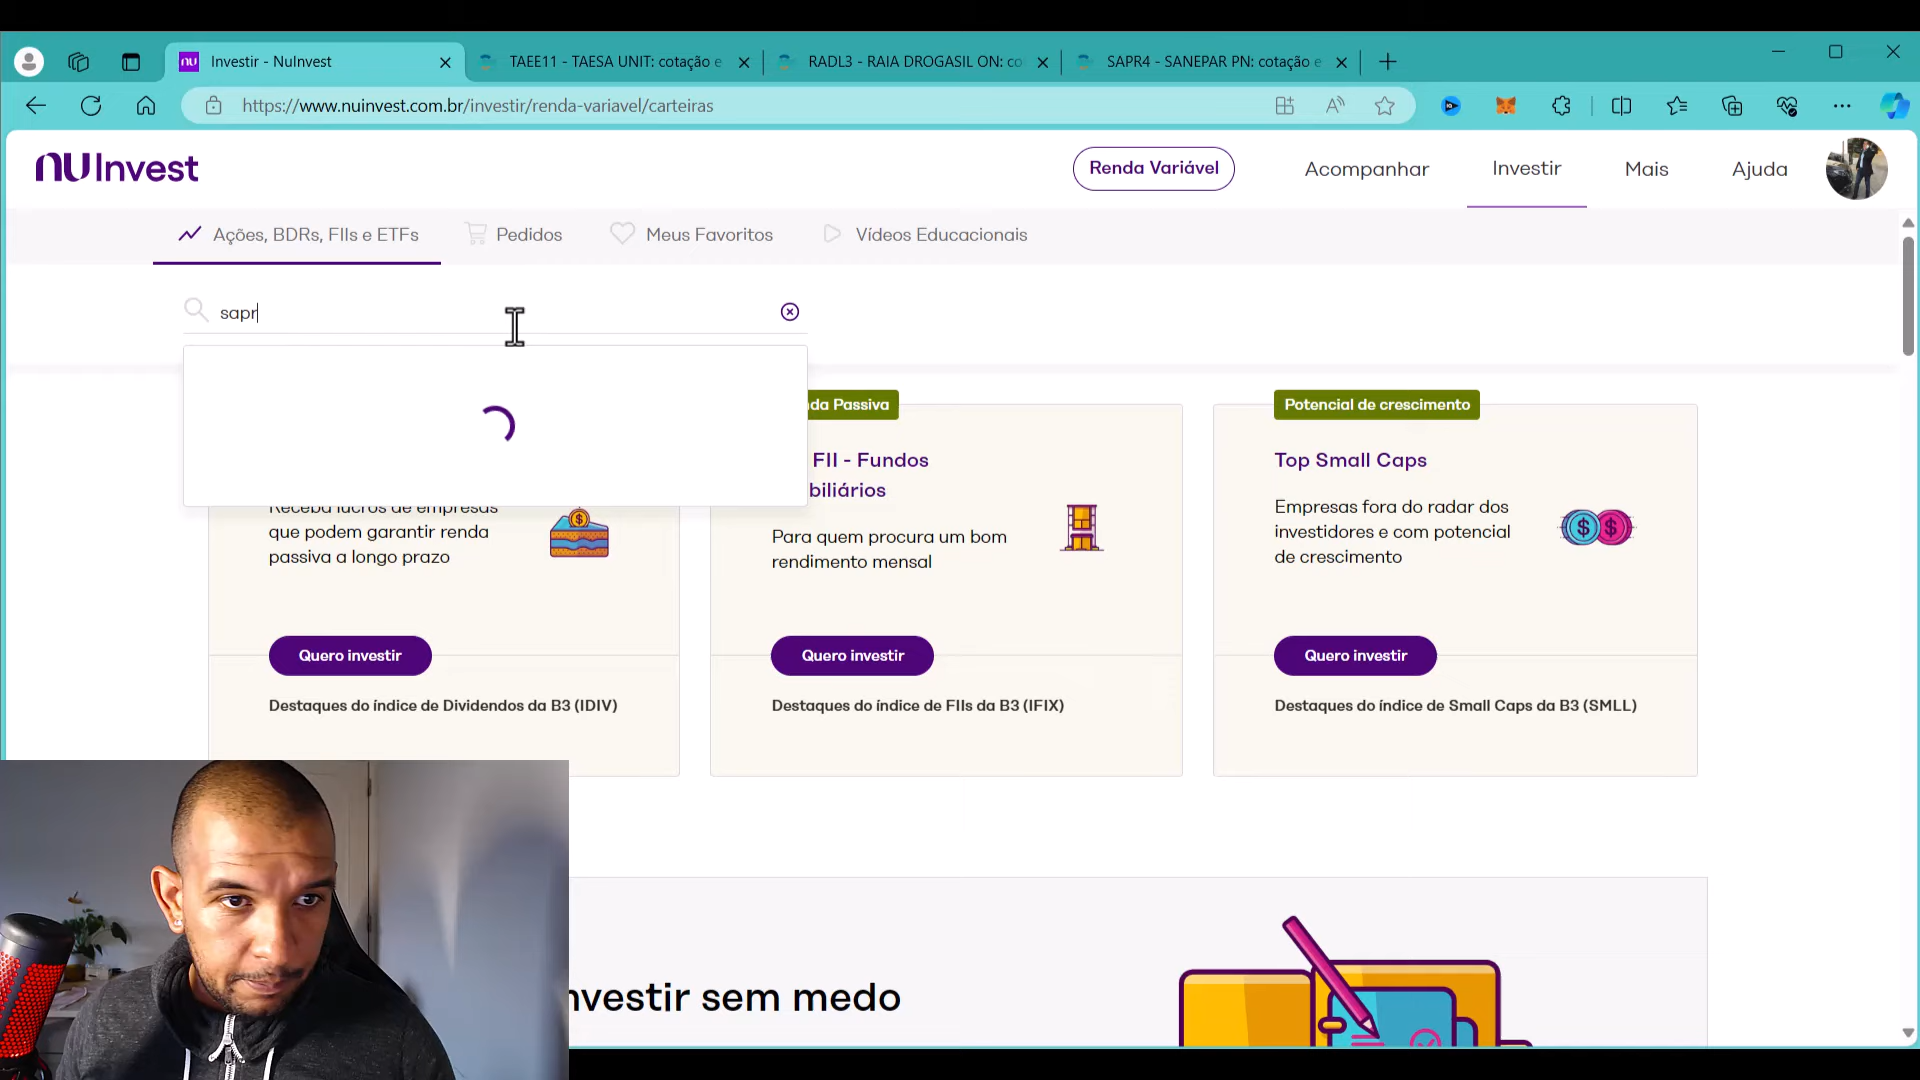 Investir - NuInvest
TAEE11 - TAESA UNIT: cotação e
RADL3 - RAIA DROGASIL ON: co
SAPR4 - SANEPAR PN: cotação e
https://www.nuinvest.com.br/investir/renda-variavel/carteiras
nu Invest
Renda Variável
Acompanhar
Investir
Mais
Ajuda
Ações, BDRs, FIIs e ETFs
Pedidos
Meus Favoritos
Vídeos Educacionais
sapr
Receba lucros de empresas
que podem garantir renda
passiva a longo prazo
Quero investir
Destaques do índice de Dividendos da B3 (IDIV)
da Passiva
FII - Fundos
biliários
Para quem procura um bom
rendimento mensal
Quero investir
Destaques do índice de FIIs da B3 (IFIX)
Potencial de crescimento
Top Small Caps
Empresas fora do radar dos
investidores e com potencial
de crescimento
Quero investir
Destaques do índice de Small Caps da B3 (SMLL)
nvestir sem medo